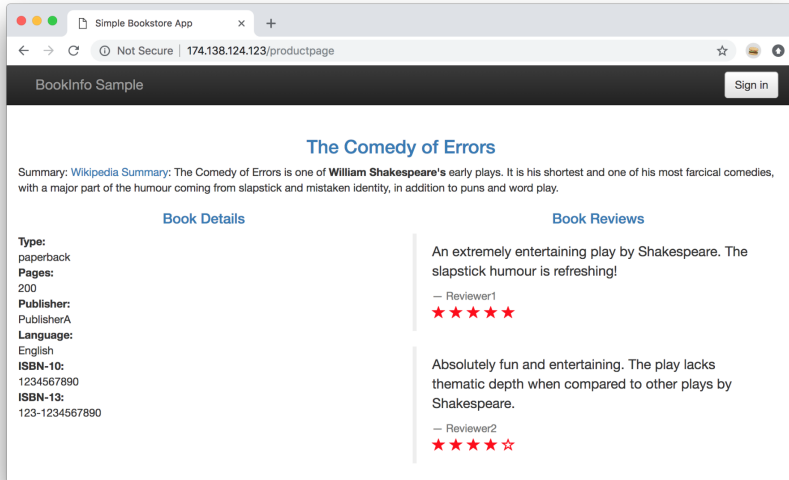 Simple Bookstore App
Not Secure | 174.138.124.123/productpage
BookInfo Sample
Sign in
The Comedy of Errors
Summary: Wikipedia Summary: The Comedy of Errors is one of William Shakespeare's early plays. It is his shortest and one of his most farcical comedies,
with a major part of the humour coming from slapstick and mistaken identity, in addition to puns and word play.
Book Details
Type:
paperback
Pages:
200
Publisher:
PublisherA
Language:
English
ISBN-10:
1234567890
ISBN-13:
123-1234567890
Book Reviews
An extremely entertaining play by Shakespeare. The
slapstick humour is refreshing!
— Reviewer1
Absolutely fun and entertaining. The play lacks
thematic depth when compared to other plays by
Shakespeare.
— Reviewer2